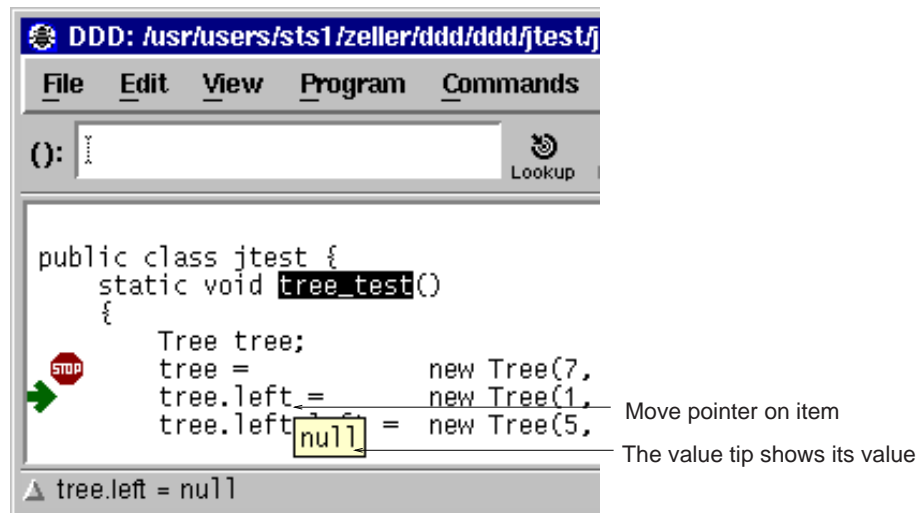 DDD: /usr/users/sts1/zeller/ddd/ddd/jtest/j
File Edit View Program Commands
():
Lookup
public class jtest {
static void tree_test()
{
Tree tree;
STOP
tree = new Tree(7,
tree.left = new Tree(1,
tree.left = new Tree(5,
null
Move pointer on item
The value tip shows its value
tree.left = null